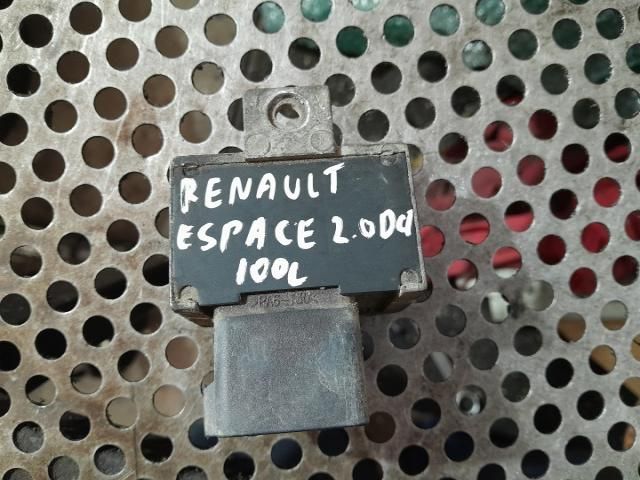 RENAULT
ESPACE 2.0Dci
100L